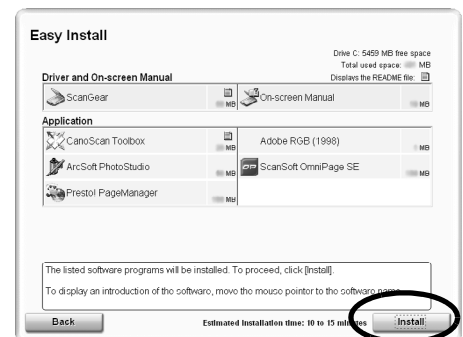 Easy Install
Drive C: 5459 MB free space
Total used space: MB
Driver and On-screen Manual
Displays the README file:
ScanGear
MB
On-screen Manual
MB
Application
CanoScan Toolbox
MB
Adobe RGB (1998)
MB
ArcSoft PhotoStudio
MB
OP ScanSoft OmniPage SE
MB
Presto! PageManager
MB
The listed software programs will be installed. To proceed, click [Install].
To display an introduction of the software, move the mouse pointer to the software name.
Back
Estimated Installation time: 10 to 15 minutes
Install